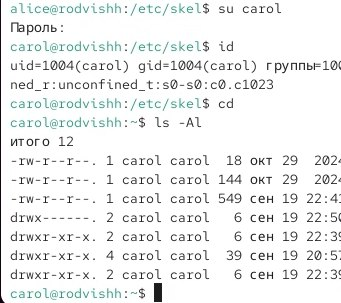 alice@rodvishh:/etc/skel$ su carol
Пароль:
carol@rodvishh:/etc/skel$ id
uid=1004(carol) gid=1004(carol) группы=100
ned_r:unconfined_t:s0-s0:c0.c1023
carol@rodvishh:/etc/skel$ cd
carol@rodvishh:~$ ls -Al
итого 12
-rw-r--r--. 1 carol carol  18 окт 29  2024
-rw-r--r--. 1 carol carol 144 окт 29  2024
-rw-r--r--. 1 carol carol 549 сен 19 22:41
drwx------. 2 carol carol   6 сен 19 22:50
drwxr-xr-x. 2 carol carol   6 сен 19 22:39
drwxr-xr-x. 4 carol carol  39 сен 19 20:57
drwxr-xr-x. 2 carol carol   6 сен 19 22:39
carol@rodvishh:~$